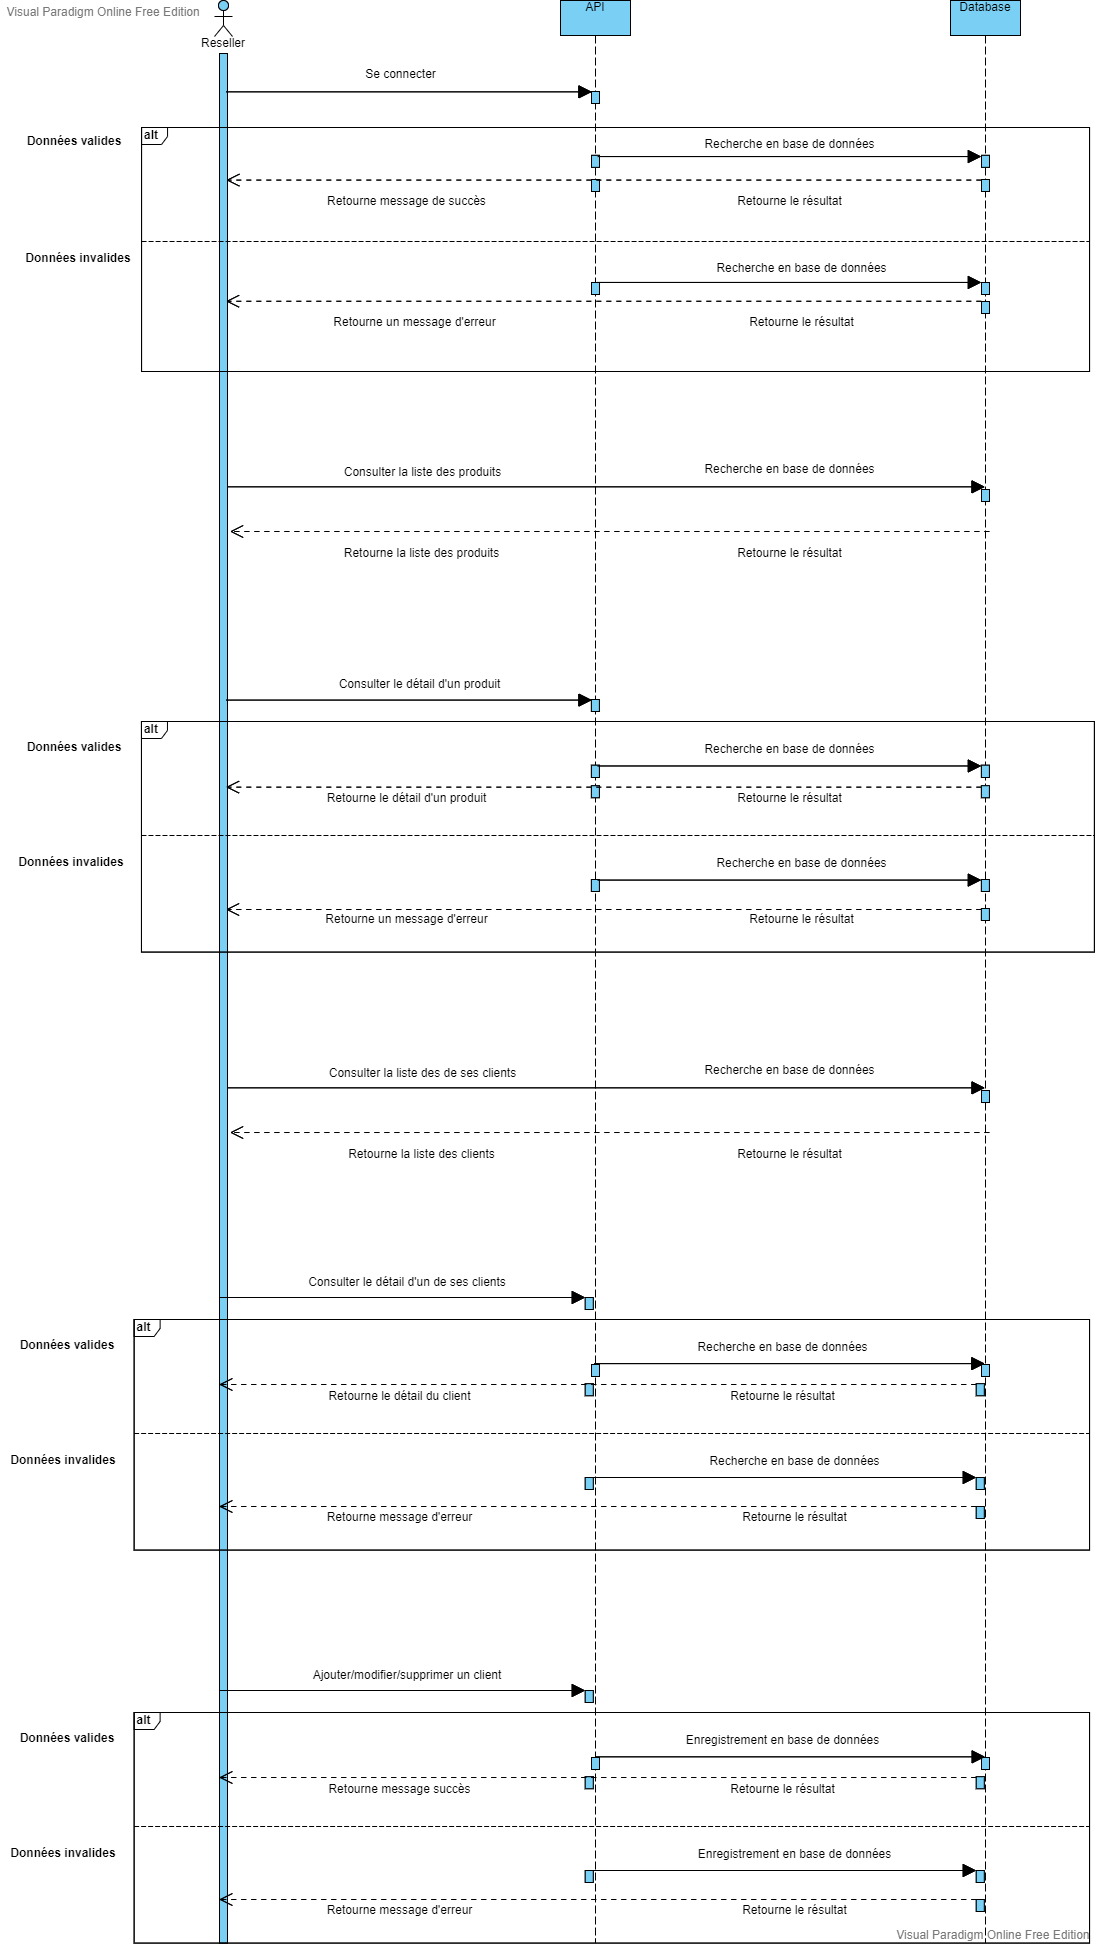 Visual Paradigm Online Free Edition
API
Database
Reseller
Se connecter
Données valides
alt
Recherche en base de données
Retourne message de succès
Retourne le résultat
Données invalides
Recherche en base de données
Retourne un message d'erreur
Retourne le résultat
Consulter la liste des produits
Recherche en base de données
Retourne la liste des produits
Retourne le résultat
Consulter le détail d'un produit
alt
Données valides
Recherche en base de données
Retourne le détail d'un produit
Retourne le résultat
Données invalides
Recherche en base de données
Retourne un message d'erreur
Retourne le résultat
Consulter la liste des de ses clients
Recherche en base de données
Retourne la liste des clients
Retourne le résultat
Consulter le détail d'un de ses clients
alt
Données valides
Recherche en base de données
Retourne le détail du client
Retourne le résultat
Données invalides
Recherche en base de données
Retourne message d'erreur
Retourne le résultat
Ajouter/modifier/supprimer un client
alt
Données valides
Enregistrement en base de données
Retourne message succès
Retourne le résultat
Données invalides
Enregistrement en base de données
Retourne message d'erreur
Retourne le résultat
Visual Paradigm Online Free Edition